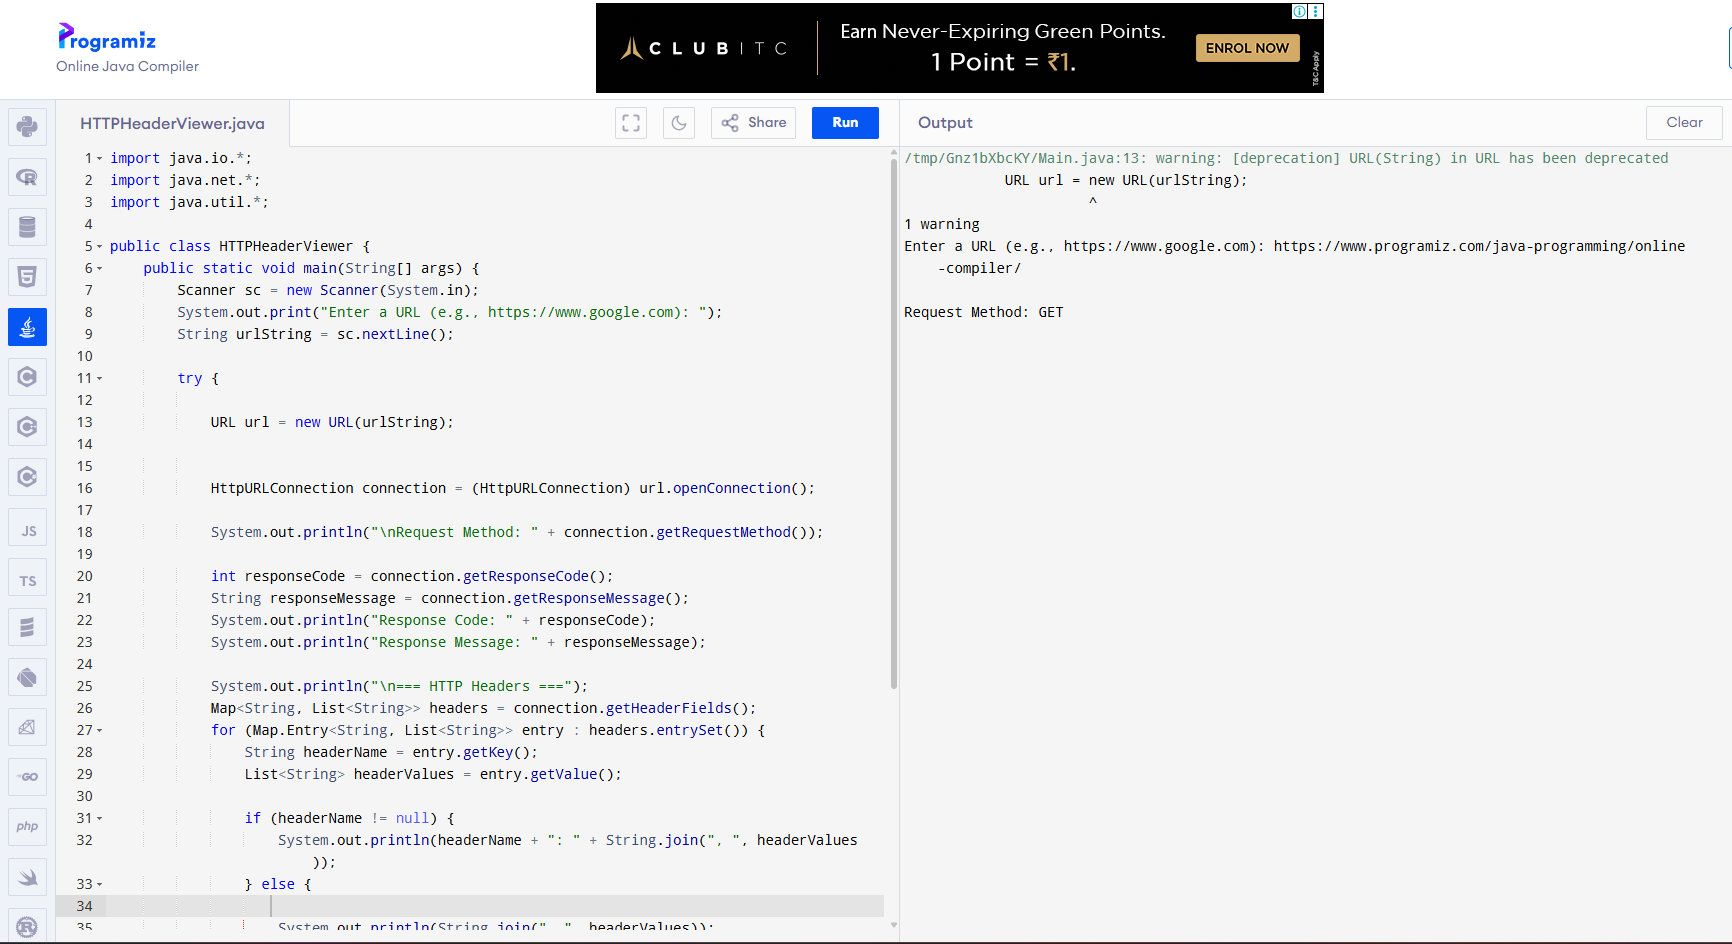 Programiz
Online Java Compiler
CLUB ITC
Earn Never-Expiring Green Points.
1 Point = ₹1.
ENROL NOW
T&C Apply
HTTPHeaderViewer.java
Share
Run
Output
Clear
1 import java.io.*;
2 import java.net.*;
3 import java.util.*;
4
5 public class HTTPHeaderViewer {
6     public static void main(String[] args) {
7         Scanner sc = new Scanner(System.in);
8         System.out.print("Enter a URL (e.g., https://www.google.com): ");
9         String urlString = sc.nextLine();
10
11         try {
12
13             URL url = new URL(urlString);
14
15
16             HttpURLConnection connection = (HttpURLConnection) url.openConnection();
17
18             System.out.println("\nRequest Method: " + connection.getRequestMethod());
19
20             int responseCode = connection.getResponseCode();
21             String responseMessage = connection.getResponseMessage();
22             System.out.println("Response Code: " + responseCode);
23             System.out.println("Response Message: " + responseMessage);
24
25             System.out.println("\n=== HTTP Headers ===");
26             Map<String, List<String>> headers = connection.getHeaderFields();
27             for (Map.Entry<String, List<String>> entry : headers.entrySet()) {
28                 String headerName = entry.getKey();
29                 List<String> headerValues = entry.getValue();
30
31                 if (headerName != null) {
32                     System.out.println(headerName + ": " + String.join(", ", headerValues
));
33                 } else {
34
35                     System.out.println(String.join(", ", headerValues));
/tmp/Gnz1bXbcKY/Main.java:13: warning: [deprecation] URL(String) in URL has been deprecated
            URL url = new URL(urlString);
                      ^
1 warning
Enter a URL (e.g., https://www.google.com): https://www.programiz.com/java-programming/online
-compiler/
Request Method: GET
R
5
JS
TS
GO
php
R